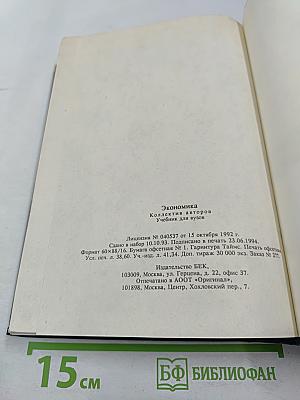 Экономика
Коллектив авторов
Учебник для вузов
Лицензия № 040537 от 15 октября 1992 г.
Сдано в набор 10.10.93. Подписано в печать 23.06.1994.
Формат 60×88/16. Бумага офсетная № 1. Гарнитура Таймс. Печать офсетная
Усл. печ. л. 38,60. Уч.-изд. л. 41,34. Доп. тираж 30 000 экз. Заказ №
Издательство БЕК,
103009, Москва, ул. Герцена, д. 22, офис 37.
Отпечатано в АООТ «Оригинал»,
101898, Москва, Центр, Хохловский пер., 7.
15 см
БФ БИБЛИОФАН